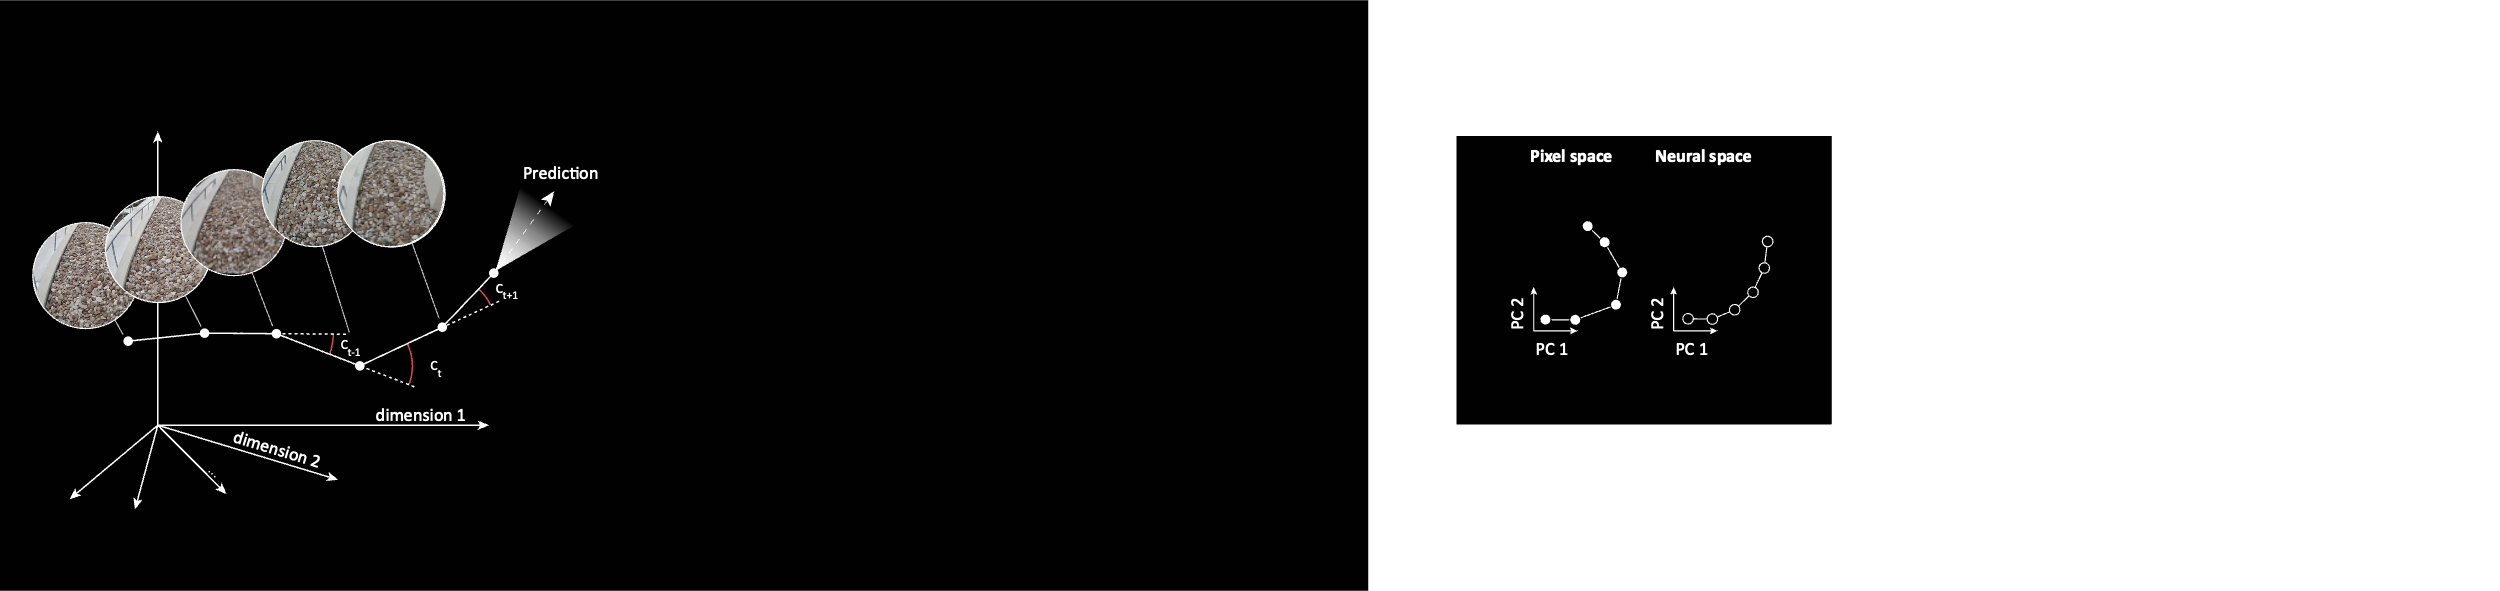 Prediction
C t+1
C t-1
C t
dimension 1
dimension 2
...
Pixel space
Neural space
PC 2
PC 1
PC 2
PC 1